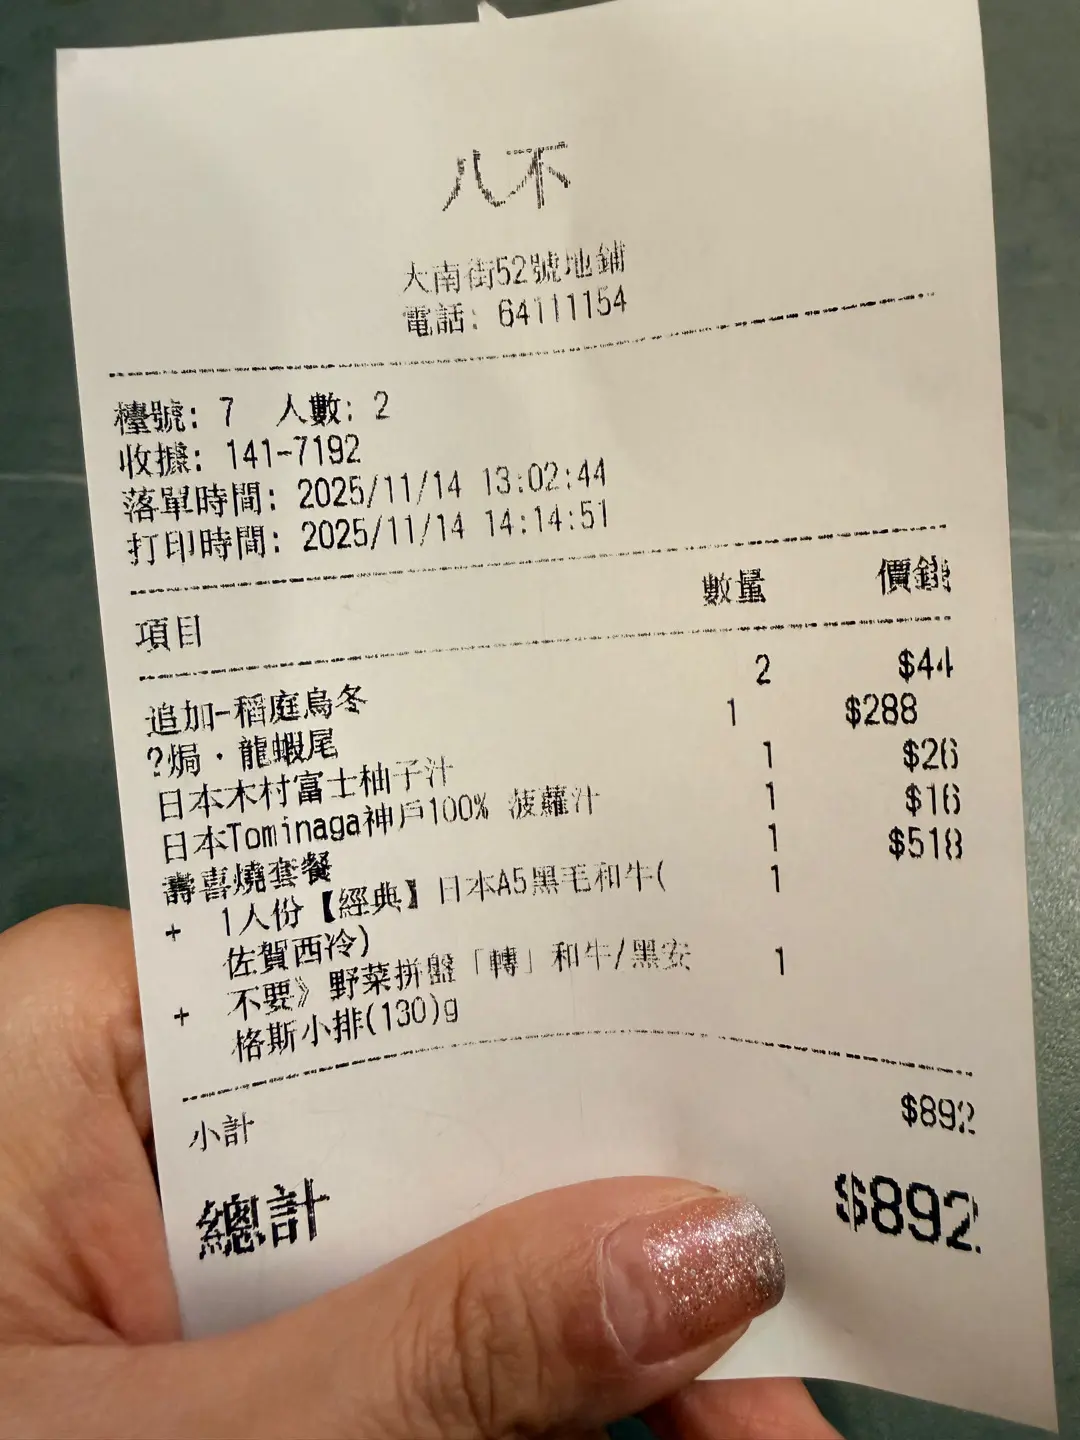 八不
大南街52號地鋪
電話: 64111154
檯號: 7 人數: 2
收據: 141-7192
落單時間: 2025/11/14 13:02:44
打印時間: 2025/11/14 14:14:51
項目 數量 價錢
追加-稻庭烏冬 2 $44
?焗·龍蝦尾 1 $288
日本木村富士柚子汁 1 $26
日本Tominaga神戶100% 菠蘿汁 1 $16
壽喜燒套餐 1 $518
+ 1人份【經典】日本A5黑毛和牛( 1
佐賀西冷)
+ 不要》野菜拼盤「轉」和牛/黑安 1
格斯小排(130)g
小計 $892
總計 $892